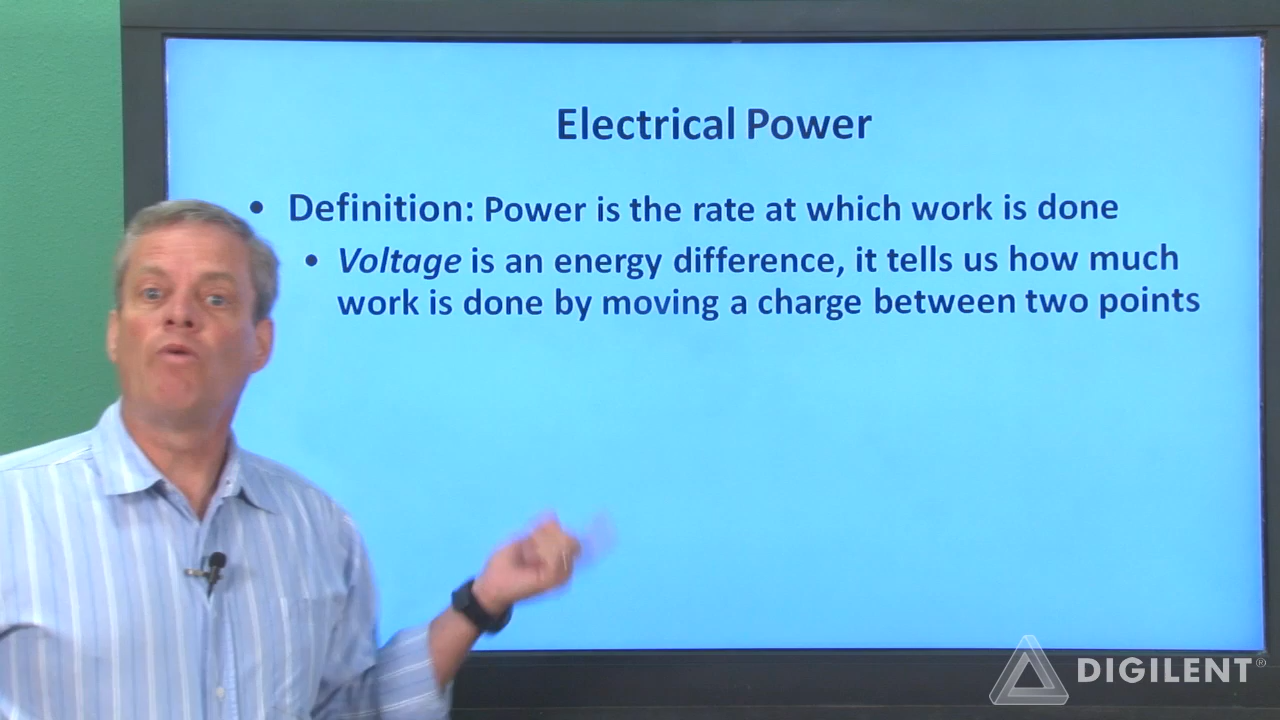 Electrical Power
• Definition: Power is the rate at which work is done
• Voltage is an energy difference, it tells us how much
work is done by moving a charge between two points
DIGILENT®